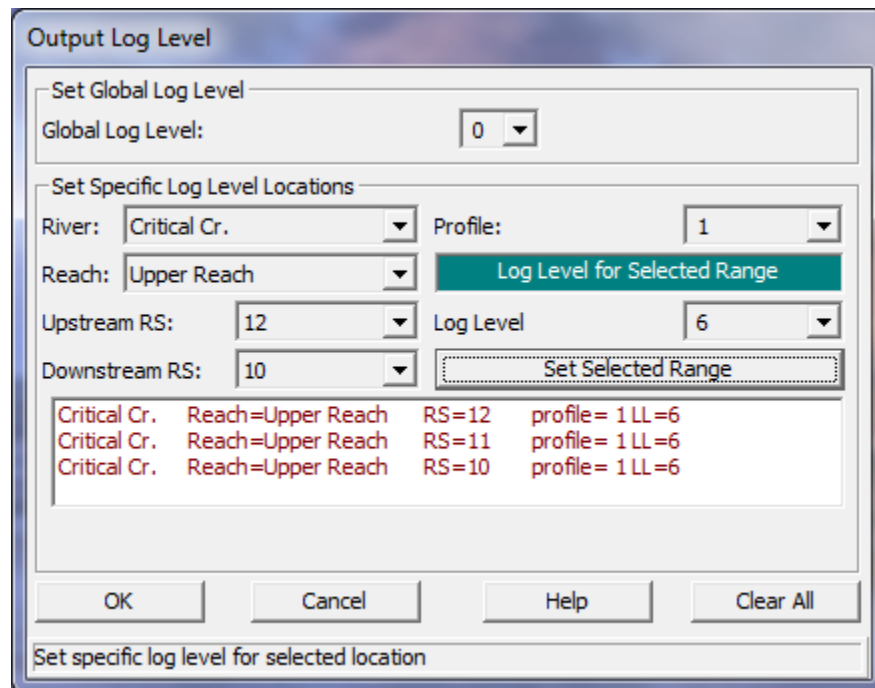 Output Log Level
Set Global Log Level
Global Log Level: 0
Set Specific Log Level Locations
River: Critical Cr. Profile: 1
Reach: Upper Reach Log Level for Selected Range
Upstream RS: 12 Log Level 6
Downstream RS: 10 Set Selected Range
Critical Cr. Reach=Upper Reach RS=12 profile= 1 LL=6
Critical Cr. Reach=Upper Reach RS=11 profile= 1 LL=6
Critical Cr. Reach=Upper Reach RS=10 profile= 1 LL=6
OK Cancel Help Clear All
Set specific log level for selected location